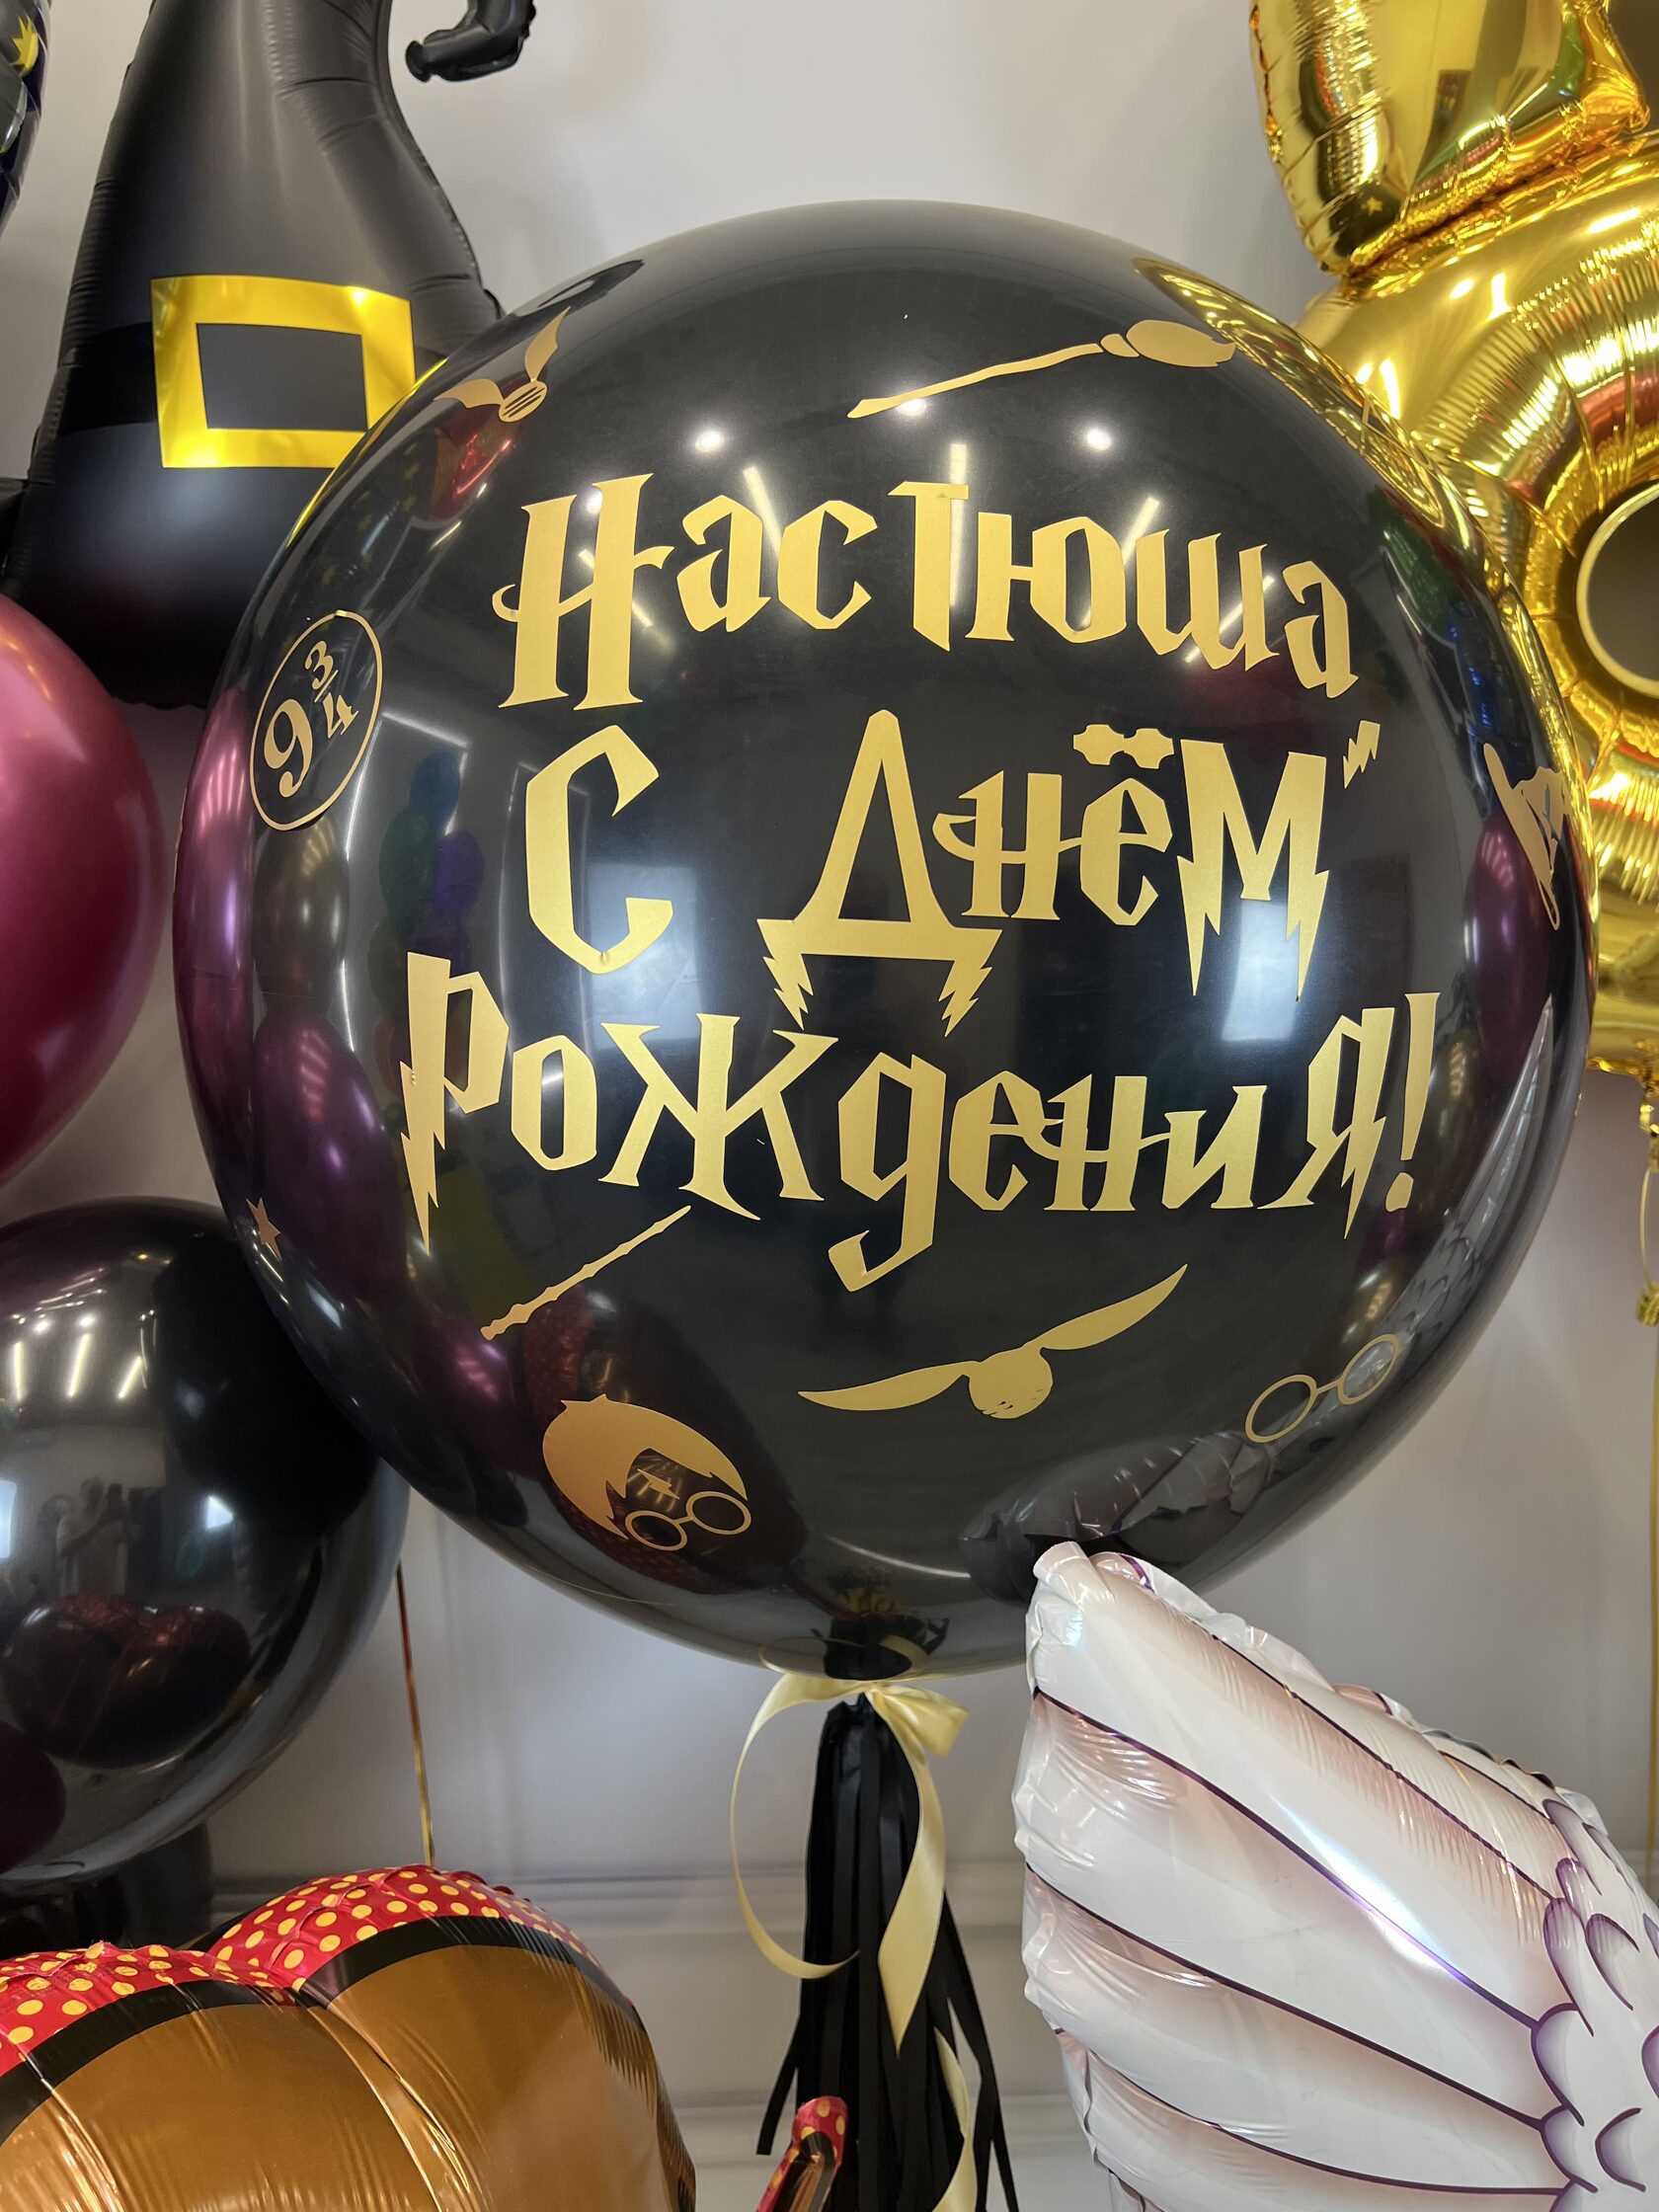 Настюша
9 3/4
С Днём
Рождения!